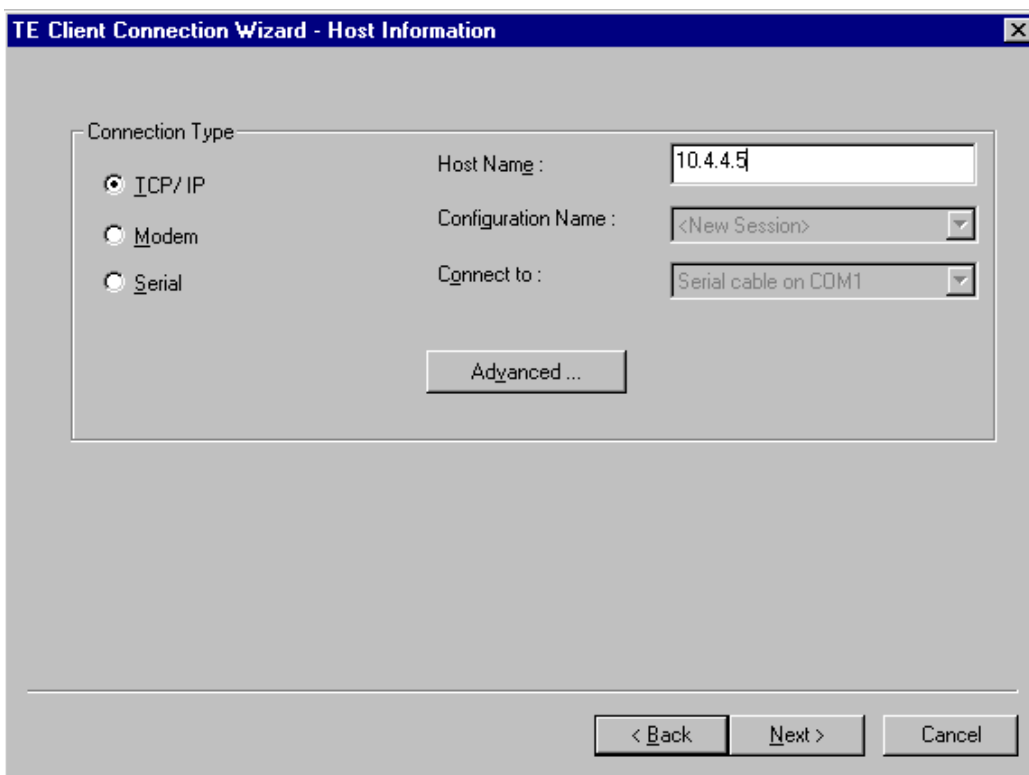 TE Client Connection Wizard - Host Information
Connection Type
TCP/ IP
Modem
Serial
Host Name :
10.4.4.5
Configuration Name :
<New Session>
Connect to :
Serial cable on COM1
Advanced ...
< Back
Next >
Cancel